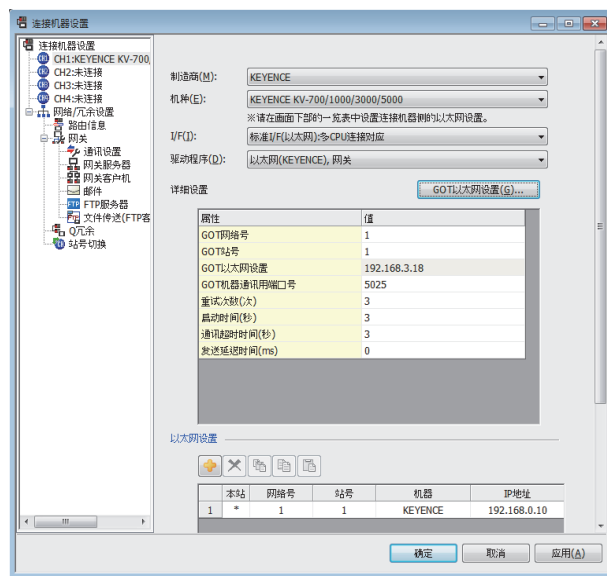 连接机器设置
连接机器设置
CH1:KEYENCE KV-700,
CH2:未连接
CH3:未连接
CH4:未连接
网络/冗余设置
路由信息
网关
通讯设置
网关服务器
网关客户机
邮件
FTP服务器
文件传送(FTP客
Q冗余
站号切换
制造商(M): KEYENCE
机种(E): KEYENCE KV-700/1000/3000/5000
※请在画面下部的一览表中设置连接机器侧的以太网设置。
I/F(I): 标准I/F(以太网):多CPU连接对应
驱动程序(D): 以太网(KEYENCE), 网关
详细设置 GOT以太网设置(G)...
属性 值
GOT网络号 1
GOT站号 1
GOT以太网设置 192.168.3.18
GOT机器通讯用端口号 5025
重试次数(次) 3
启动时间(秒) 3
通讯超时时间(秒) 3
发送延迟时间(ms) 0
以太网设置
本站 网络号 站号 机器 IP地址
1 * 1 1 KEYENCE 192.168.0.10
确定 取消 应用(A)